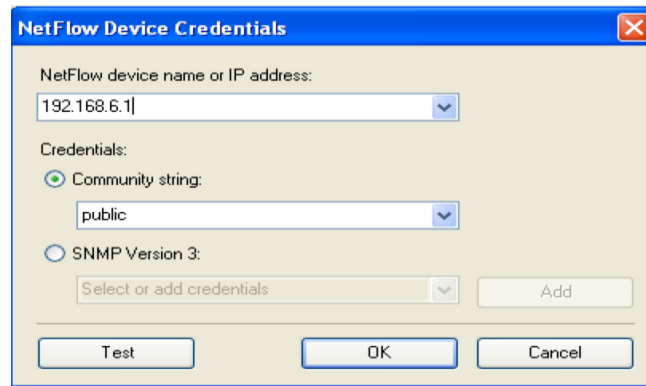 NetFlow Device Credentials
NetFlow device name or IP address:
192.168.6.1
Credentials:
Community string:
public
SNMP Version 3:
Select or add credentials
Add
Test
OK
Cancel